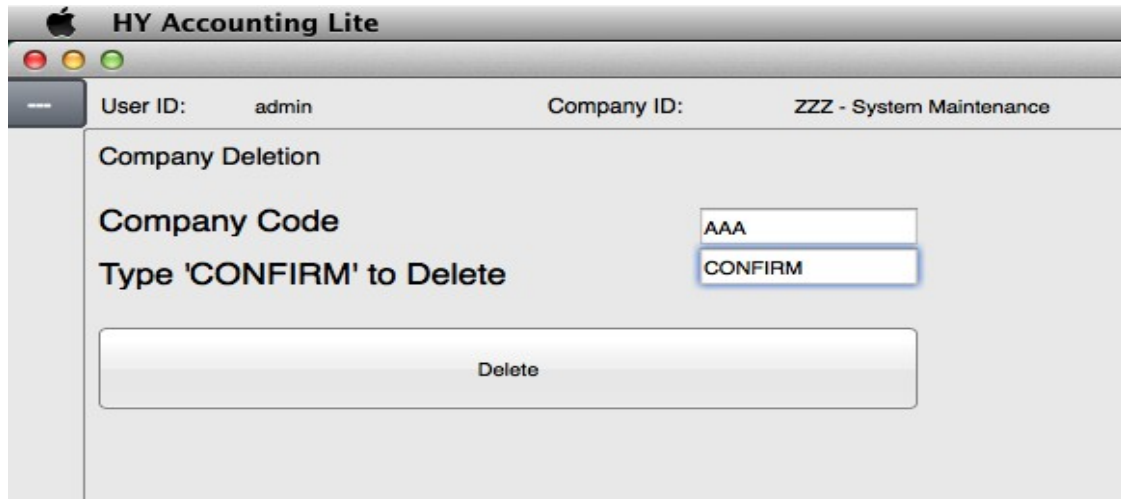 HY Accounting Lite
---
User ID: admin Company ID: ZZZ - System Maintenance
Company Deletion
Company Code AAA
Type 'CONFIRM' to Delete CONFIRM
Delete